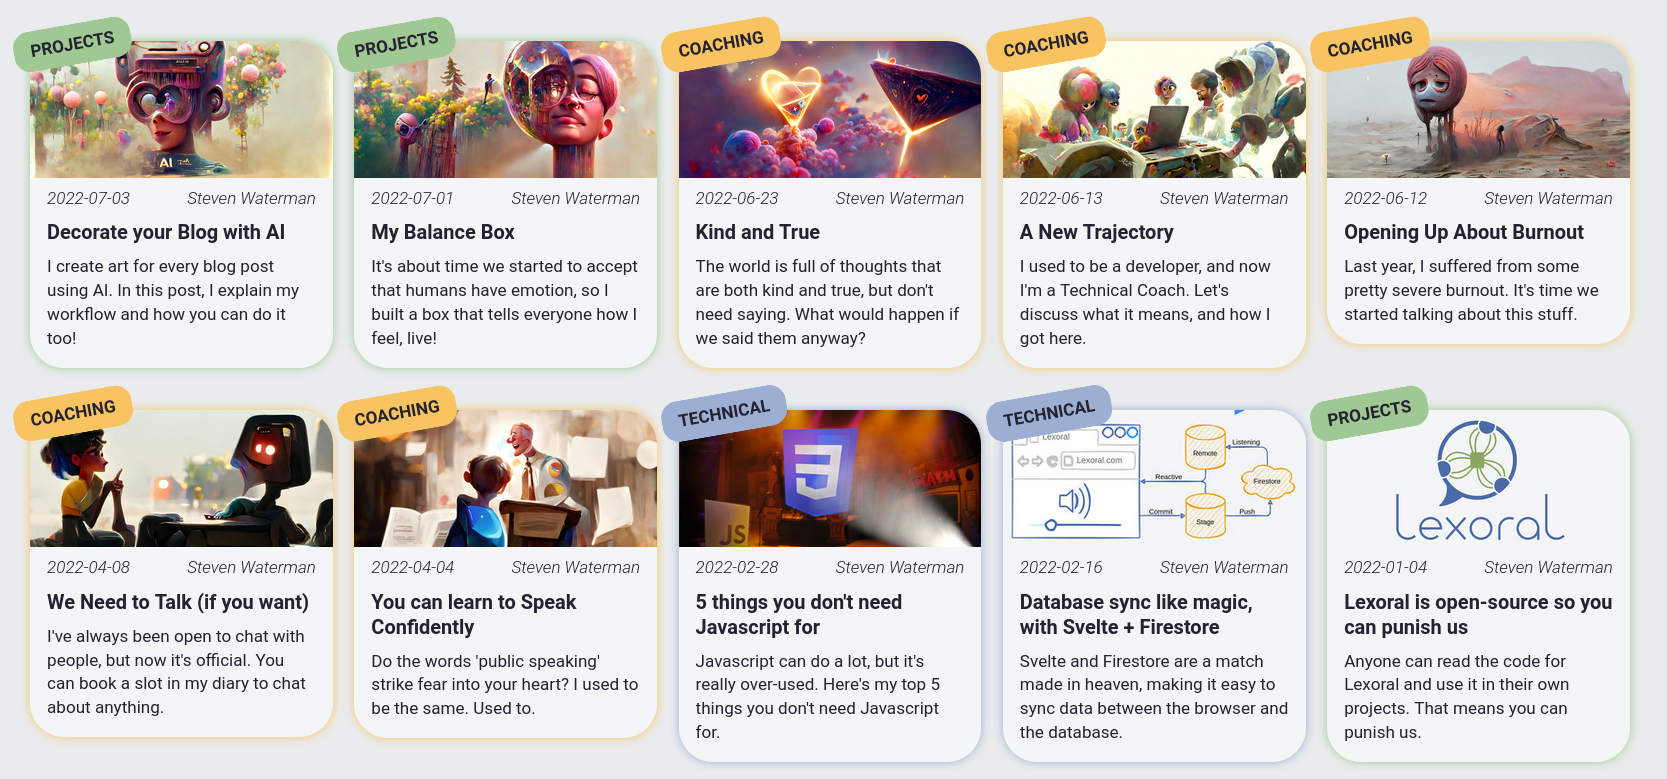 PROJECTS
AI
2022-07-03 Steven Waterman
Decorate your Blog with AI
I create art for every blog post
using AI. In this post, I explain my
workflow and how you can do it
too!
PROJECTS
2022-07-01 Steven Waterman
My Balance Box
It's about time we started to accept
that humans have emotion, so I
built a box that tells everyone how I
feel, live!
COACHING
2022-06-23 Steven Waterman
Kind and True
The world is full of thoughts that
are both kind and true, but don't
need saying. What would happen if
we said them anyway?
COACHING
2022-06-13 Steven Waterman
A New Trajectory
I used to be a developer, and now
I'm a Technical Coach. Let's
discuss what it means, and how I
got here.
COACHING
2022-06-12 Steven Waterman
Opening Up About Burnout
Last year, I suffered from some
pretty severe burnout. It's time we
started talking about this stuff.
COACHING
2022-04-08 Steven Waterman
We Need to Talk (if you want)
I've always been open to chat with
people, but now it's official. You
can book a slot in my diary to chat
about anything.
COACHING
2022-04-04 Steven Waterman
You can learn to Speak
Confidently
Do the words 'public speaking'
strike fear into your heart? I used to
be the same. Used to.
TECHNICAL
3
JS
2022-02-28 Steven Waterman
5 things you don't need
Javascript for
Javascript can do a lot, but it's
really over-used. Here's my top 5
things you don't need Javascript
for.
TECHNICAL
Lexoral
Lexoral.com
Remote
Listening
Reactive
Firestore
Commit
Stage
Push
2022-02-16 Steven Waterman
Database sync like magic,
with Svelte + Firestore
Svelte and Firestore are a match
made in heaven, making it easy to
sync data between the browser and
the database.
PROJECTS
lexoral
2022-01-04 Steven Waterman
Lexoral is open-source so you
can punish us
Anyone can read the code for
Lexoral and use it in their own
projects. That means you can
punish us.